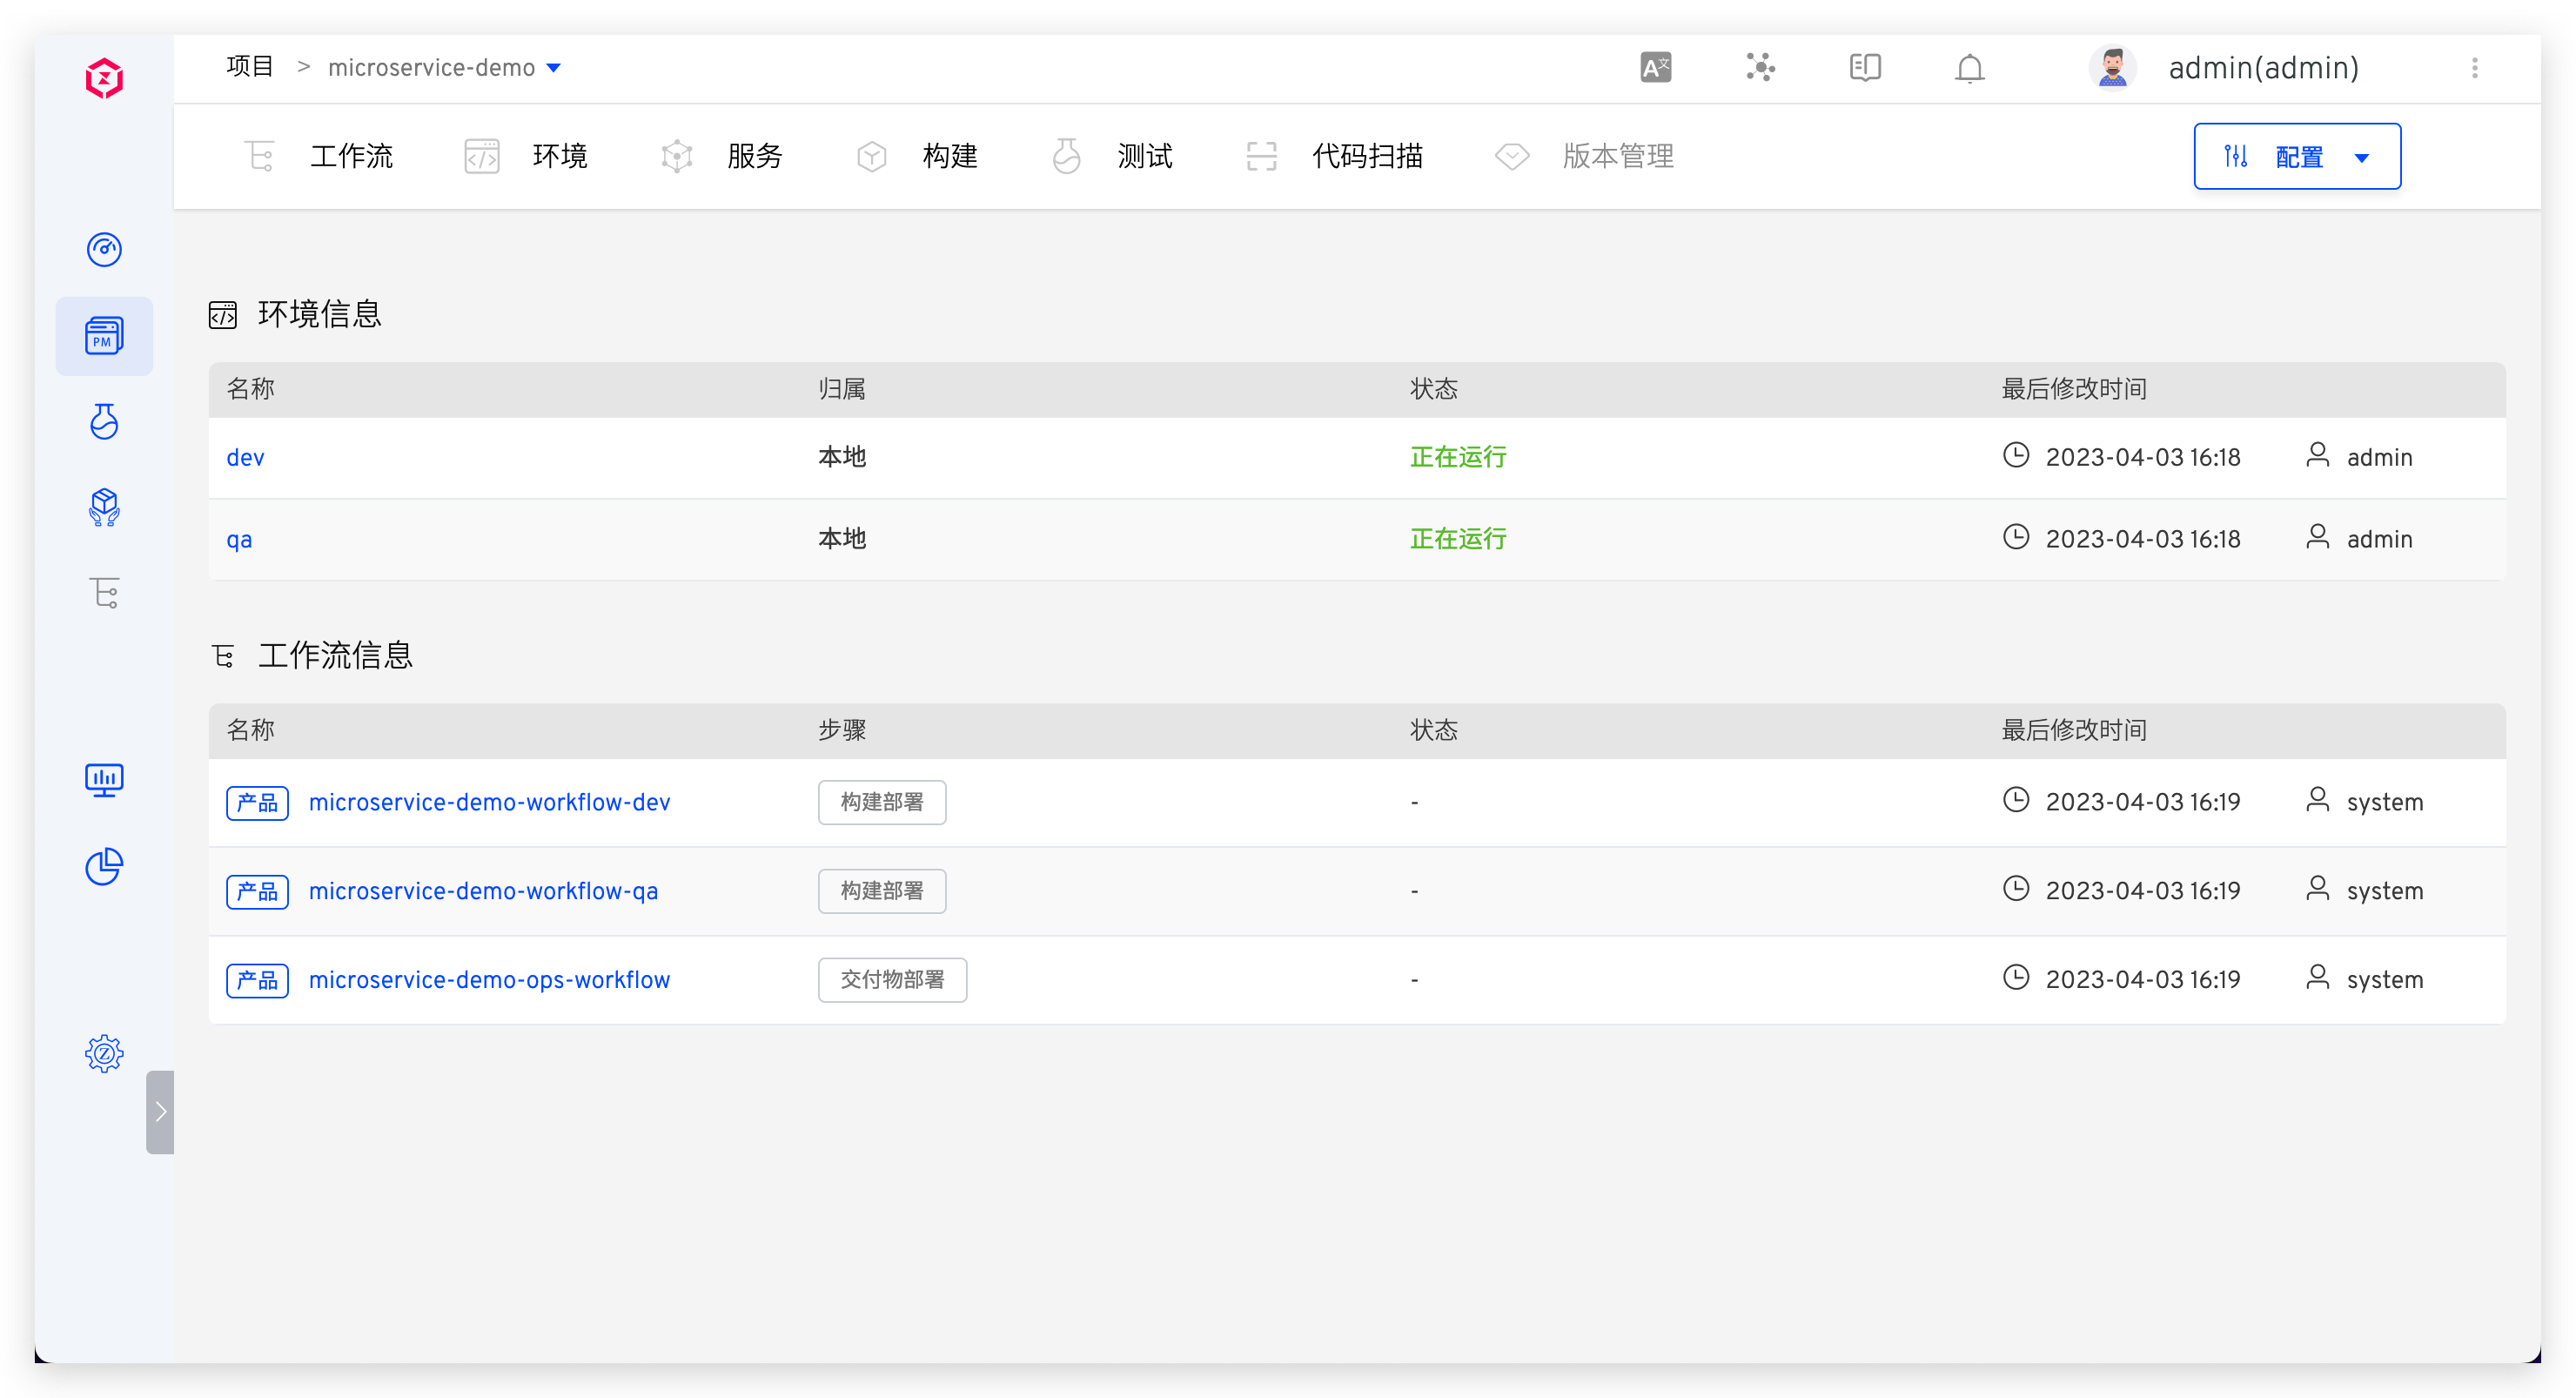 项目 > microservice-demo
A文
admin(admin)
工作流 环境 服务 构建 测试 代码扫描 版本管理 配置
PM
环境信息
名称 归属 状态 最后修改时间
dev 本地 正在运行 2023-04-03 16:18 admin
qa 本地 正在运行 2023-04-03 16:18 admin
工作流信息
名称 步骤 状态 最后修改时间
产品 microservice-demo-workflow-dev 构建部署 - 2023-04-03 16:19 system
产品 microservice-demo-workflow-qa 构建部署 - 2023-04-03 16:19 system
产品 microservice-demo-ops-workflow 交付物部署 - 2023-04-03 16:19 system